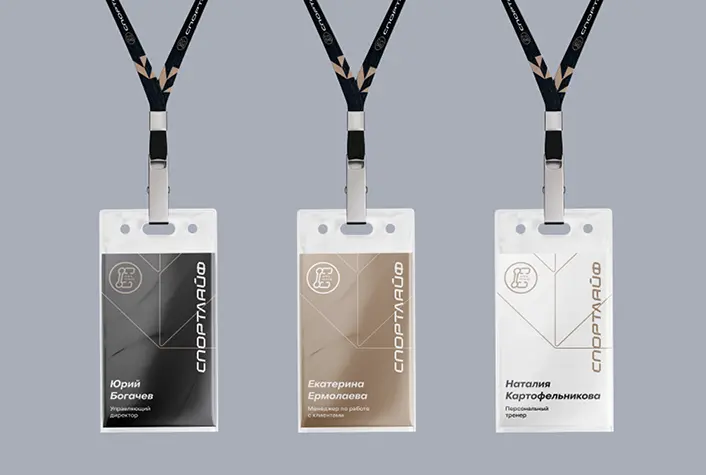 СПОРТЛАЙФ
Юрий
Богачев
Управляющий
директор
СПОРТЛАЙФ
Екатерина
Ермолаева
Менеджер по работе
с клиентами
СПОРТЛАЙФ
Наталия
Картофельникова
Персональный
тренер